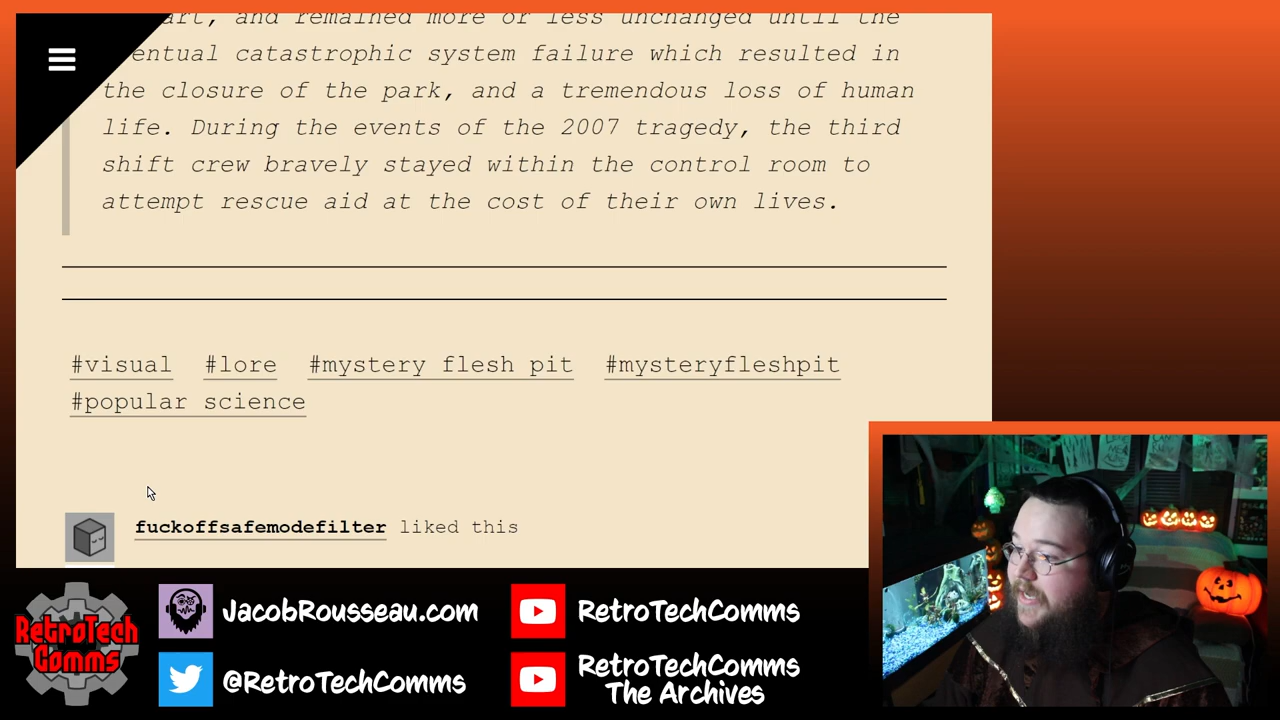 art, and remained more or less unchanged until the
entual catastrophic system failure which resulted in
the closure of the park, and a tremendous loss of human
life. During the events of the 2007 tragedy, the third
shift crew bravely stayed within the control room to
attempt rescue aid at the cost of their own lives.
#visual #lore #mystery flesh pit #mysteryfleshpit
#popular science
fuckoffsafemodefilter liked this
RetroTech
Comms
JacobRousseau.com
@RetroTechComms
RetroTechComms
RetroTechComms
The Archives